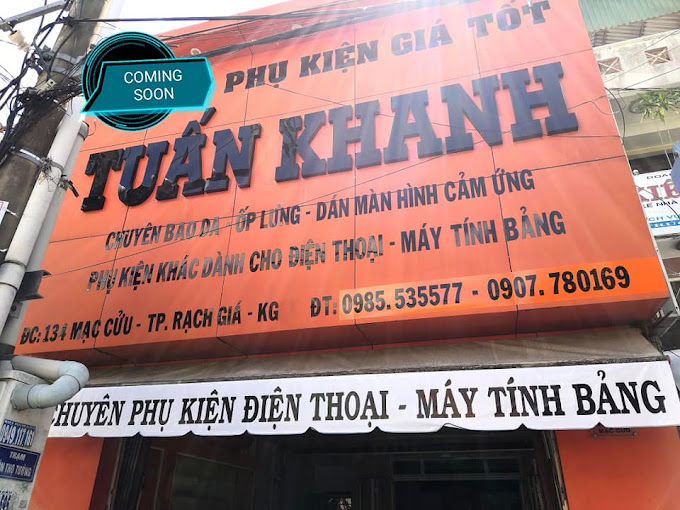 COMING
SOON
PHỤ KIỆN GIÁ TỐT
TUẤN KHANH
CHUYÊN BAO DA - ỐP LƯNG - DÁN MÀN HÌNH CẢM ỨNG
PHỤ KIỆN KHÁC DÀNH CHO ĐIỆN THOẠI - MÁY TÍNH BẢNG
ĐC: 134 MẠC CỬU - TP. RẠCH GIÁ - KG ĐT: 0985.535577 - 0907.780169
CHUYÊN PHỤ KIỆN ĐIỆN THOẠI - MÁY TÍNH BẢNG
TRẠM